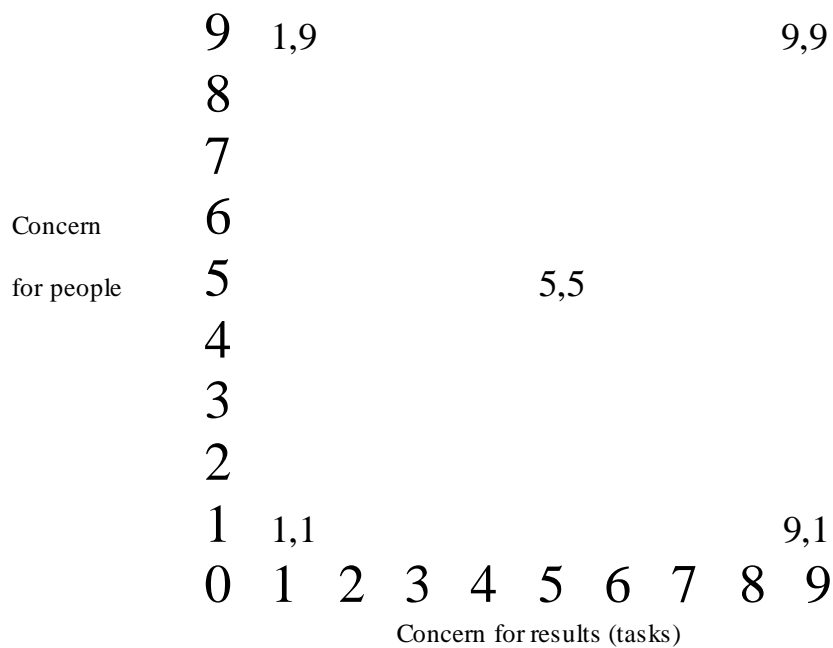 9 1,9 9,9
8
7
Concern 6
for people 5 5,5
4
3
2
1 1,1 9,1
0 1 2 3 4 5 6 7 8 9
Concern for results (tasks)